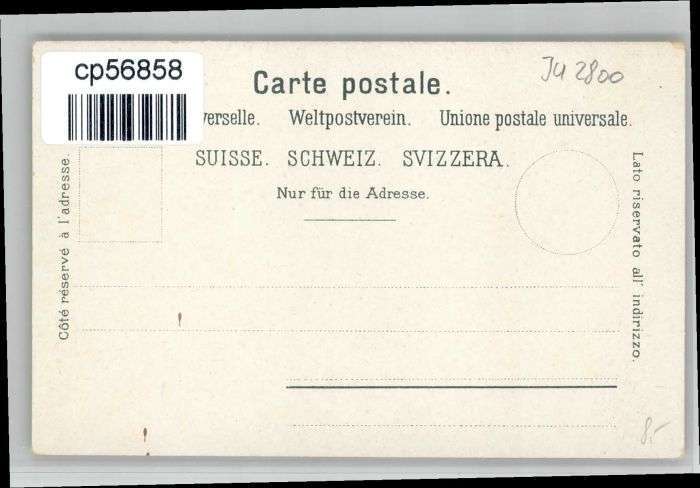 cp56858
Carte postale.
JU 2800
verselle. Weltpostverein. Unione postale universale.
SUISSE. SCHWEIZ. SVIZZERA.
Nur für die Adresse.
Côté réservé à l'adresse.
Lato riservato all' indirizzo.
8.-